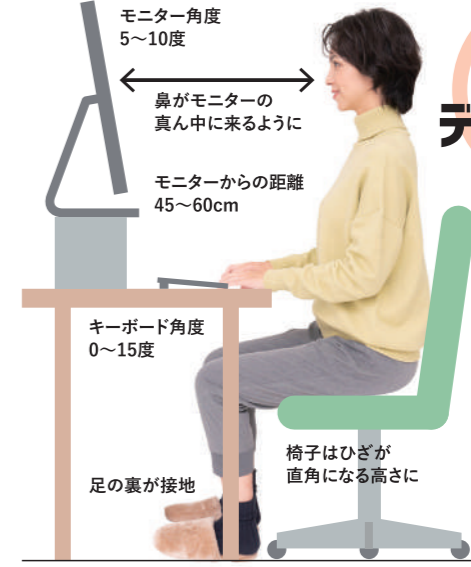 モニター角度
5〜10度
鼻がモニターの
真ん中に来るように
デ
モニターからの距離
45〜60cm
キーボード角度
0〜15度
椅子はひざが
直角になる高さに
足の裏が接地